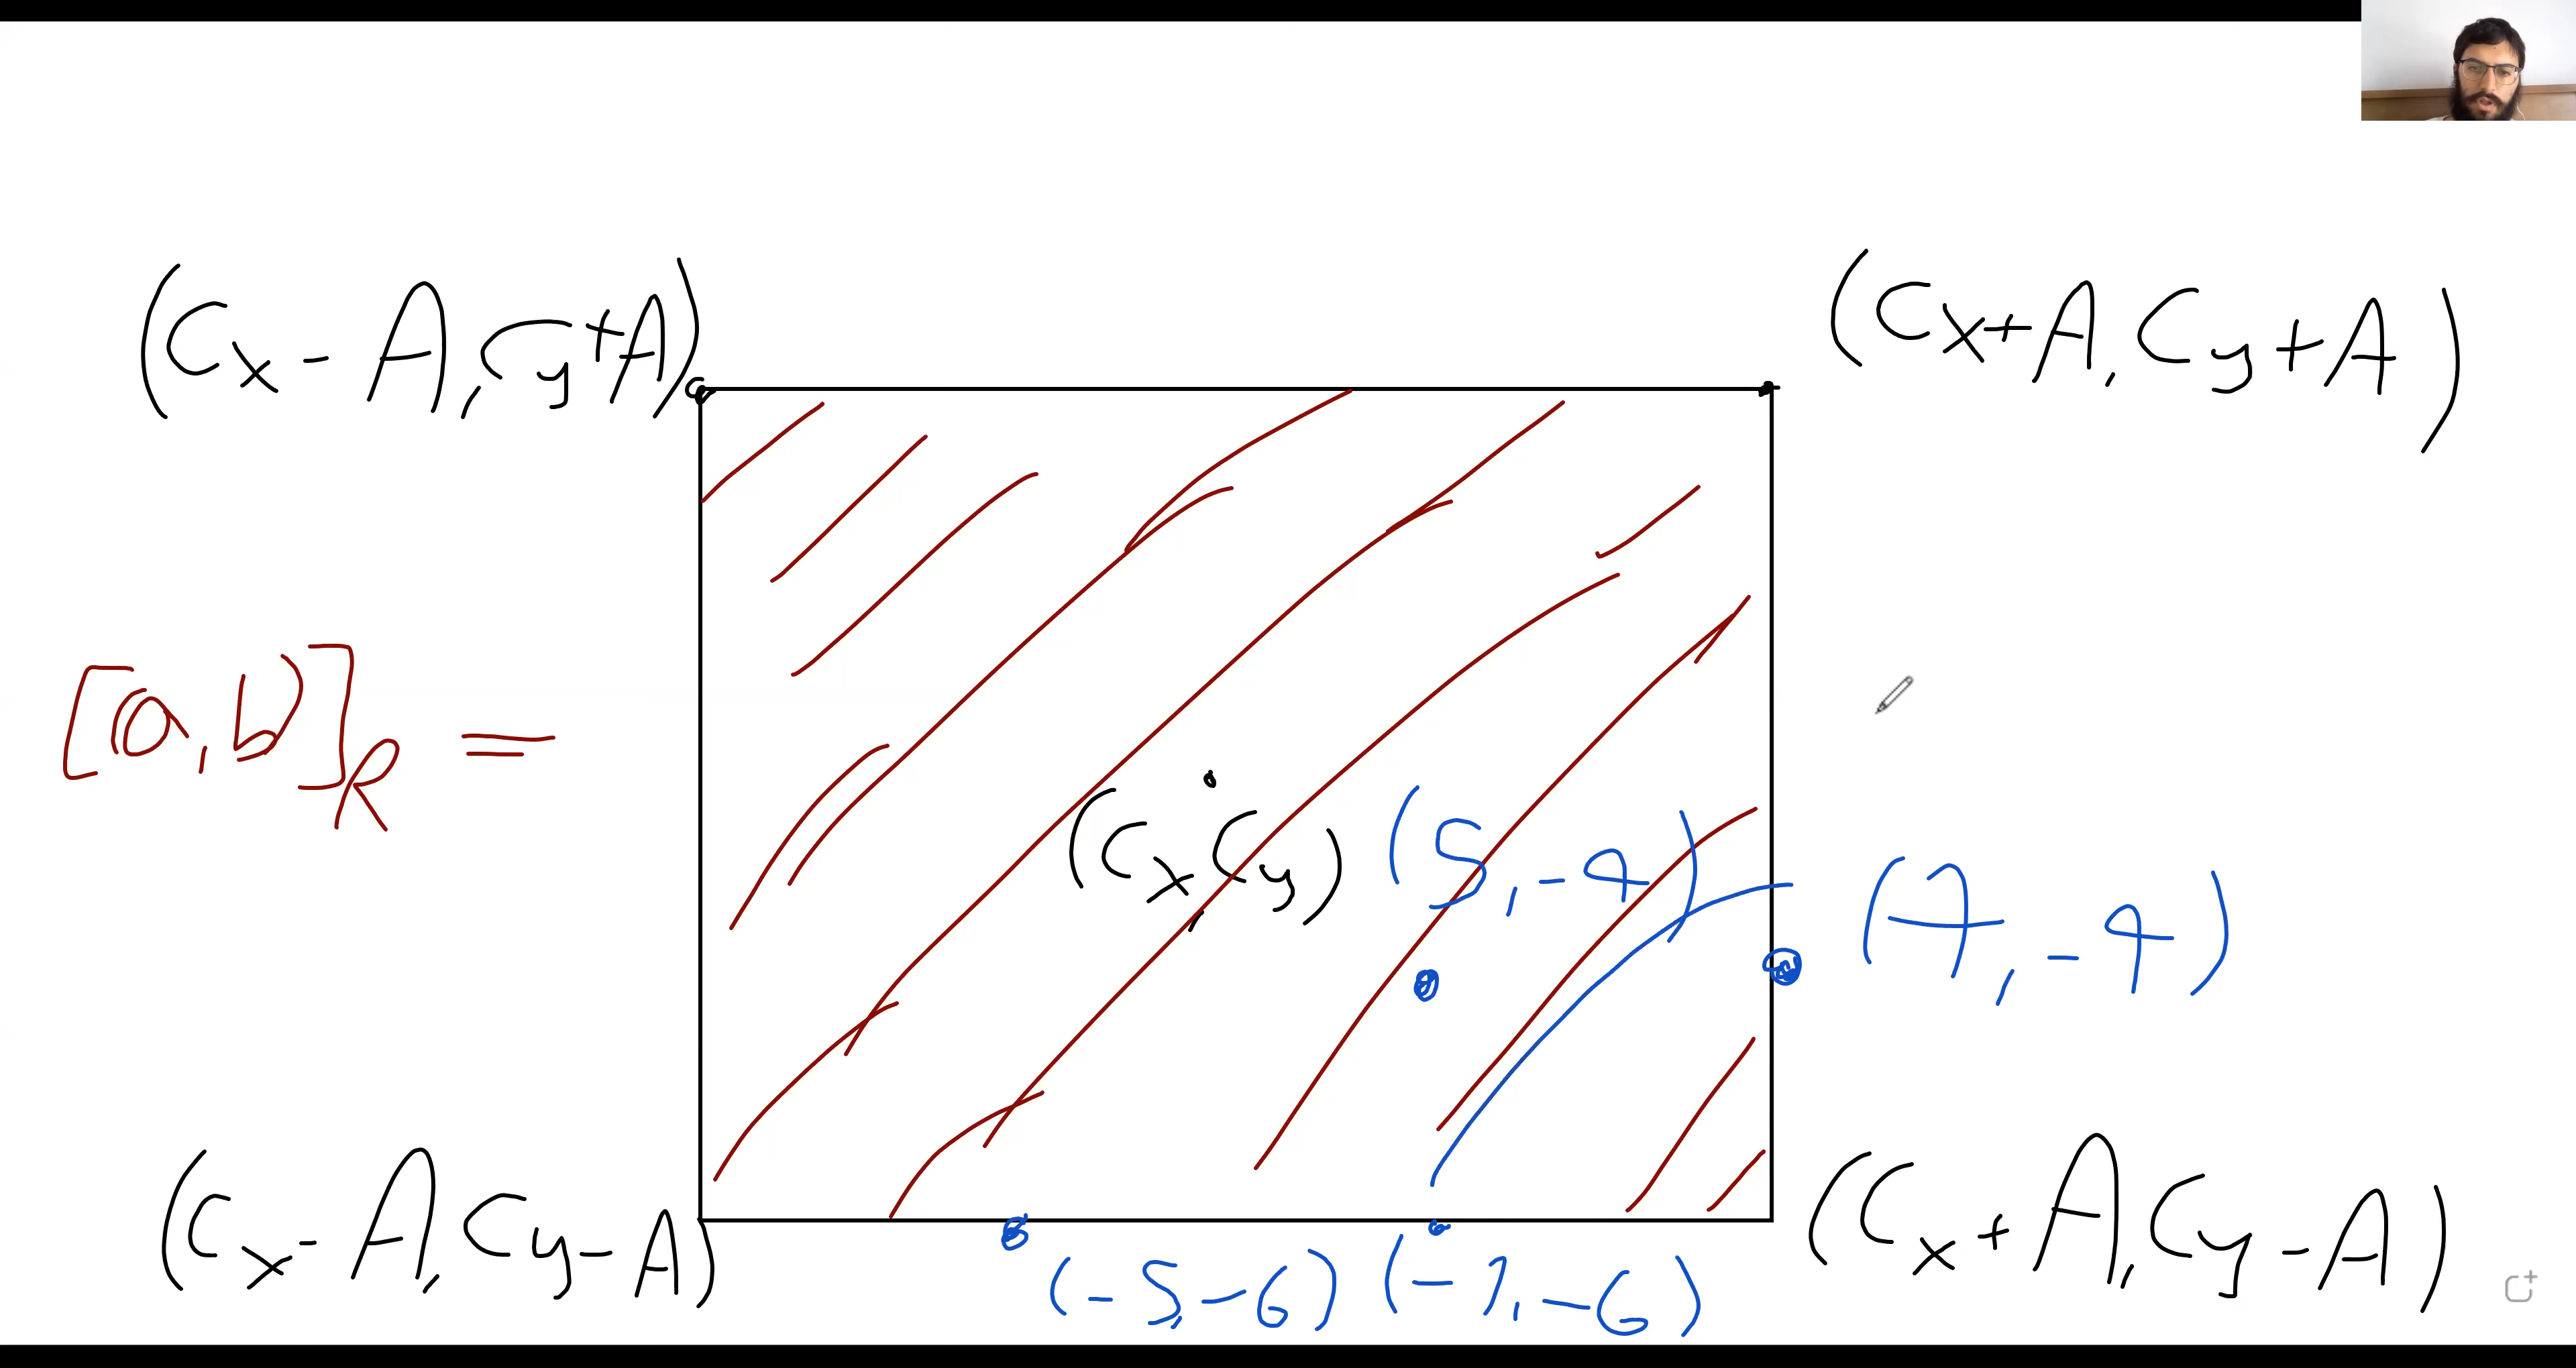 (Cx - A, Cy + A)
(Cx + A, Cy + A)
[(a, b)]R =
(Cx, Cy)
(5, -4)
(7, -4)
(Cx - A, Cy - A)
(-5, -6)
(-1, -6)
(Cx + A, Cy - A)